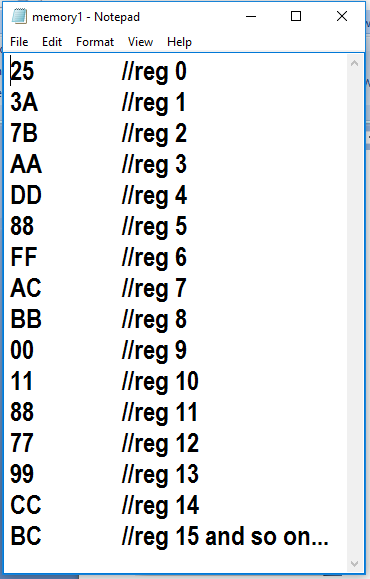 memory1 - Notepad
File Edit Format View Help
25 //reg 0
3A //reg 1
7B //reg 2
AA //reg 3
DD //reg 4
88 //reg 5
FF //reg 6
AC //reg 7
BB //reg 8
00 //reg 9
11 //reg 10
88 //reg 11
77 //reg 12
99 //reg 13
CC //reg 14
BC //reg 15 and so on...